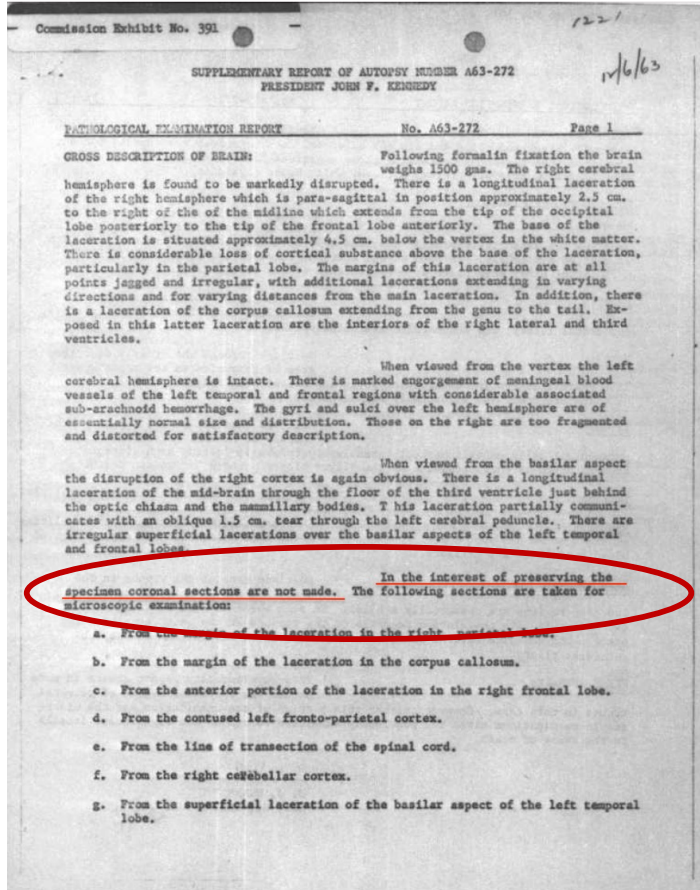 Commission Exhibit No. 391
1221
12/6/63
SUPPLEMENTARY REPORT OF AUTOPSY NUMBER A63-272
PRESIDENT JOHN F. KENNEDY
PATHOLOGICAL EXAMINATION REPORT No. A63-272 Page 1
GROSS DESCRIPTION OF BRAIN: Following formalin fixation the brain
weighs 1500 gms. The right cerebral
hemisphere is found to be markedly disrupted. There is a longitudinal laceration
of the right hemisphere which is para-sagittal in position approximately 2.5 cm.
to the right of the of the midline which extends from the tip of the occipital
lobe posteriorly to the tip of the frontal lobe anteriorly. The base of the
laceration is situated approximately 4.5 cm. below the vertex in the white matter.
There is considerable loss of cortical substance above the base of the laceration,
particularly in the parietal lobe. The margins of this laceration are at all
points jagged and irregular, with additional lacerations extending in varying
directions and for varying distances from the main laceration. In addition, there
is a laceration of the corpus callosum extending from the genu to the tail. Ex-
posed in this latter laceration are the interiors of the right lateral and third
ventricles.
When viewed from the vertex the left
cerebral hemisphere is intact. There is marked engorgement of meningeal blood
vessels of the left temporal and frontal regions with considerable associated
sub-arachnoid hemorrhage. The gyri and sulci over the left hemisphere are of
essentially normal size and distribution. Those on the right are too fragmented
and distorted for satisfactory description.
When viewed from the basilar aspect
the disruption of the right cortex is again obvious. There is a longitudinal
laceration of the mid-brain through the floor of the third ventricle just behind
the optic chiasm and the mammillary bodies. T his laceration partially communi-
cates with an oblique 1.5 cm. tear through the left cerebral peduncle. There are
irregular superficial lacerations over the basilar aspects of the left temporal
and frontal lobes.
In the interest of preserving the
specimen coronal sections are not made. The following sections are taken for
microscopic examination:
a. From the margin of the laceration in the right parietal lobe.
b. From the margin of the laceration in the corpus callosum.
c. From the anterior portion of the laceration in the right frontal lobe.
d. From the contused left fronto-parietal cortex.
e. From the line of transection of the spinal cord.
f. From the right cerebellar cortex.
g. From the superficial laceration of the basilar aspect of the left temporal
lobe.